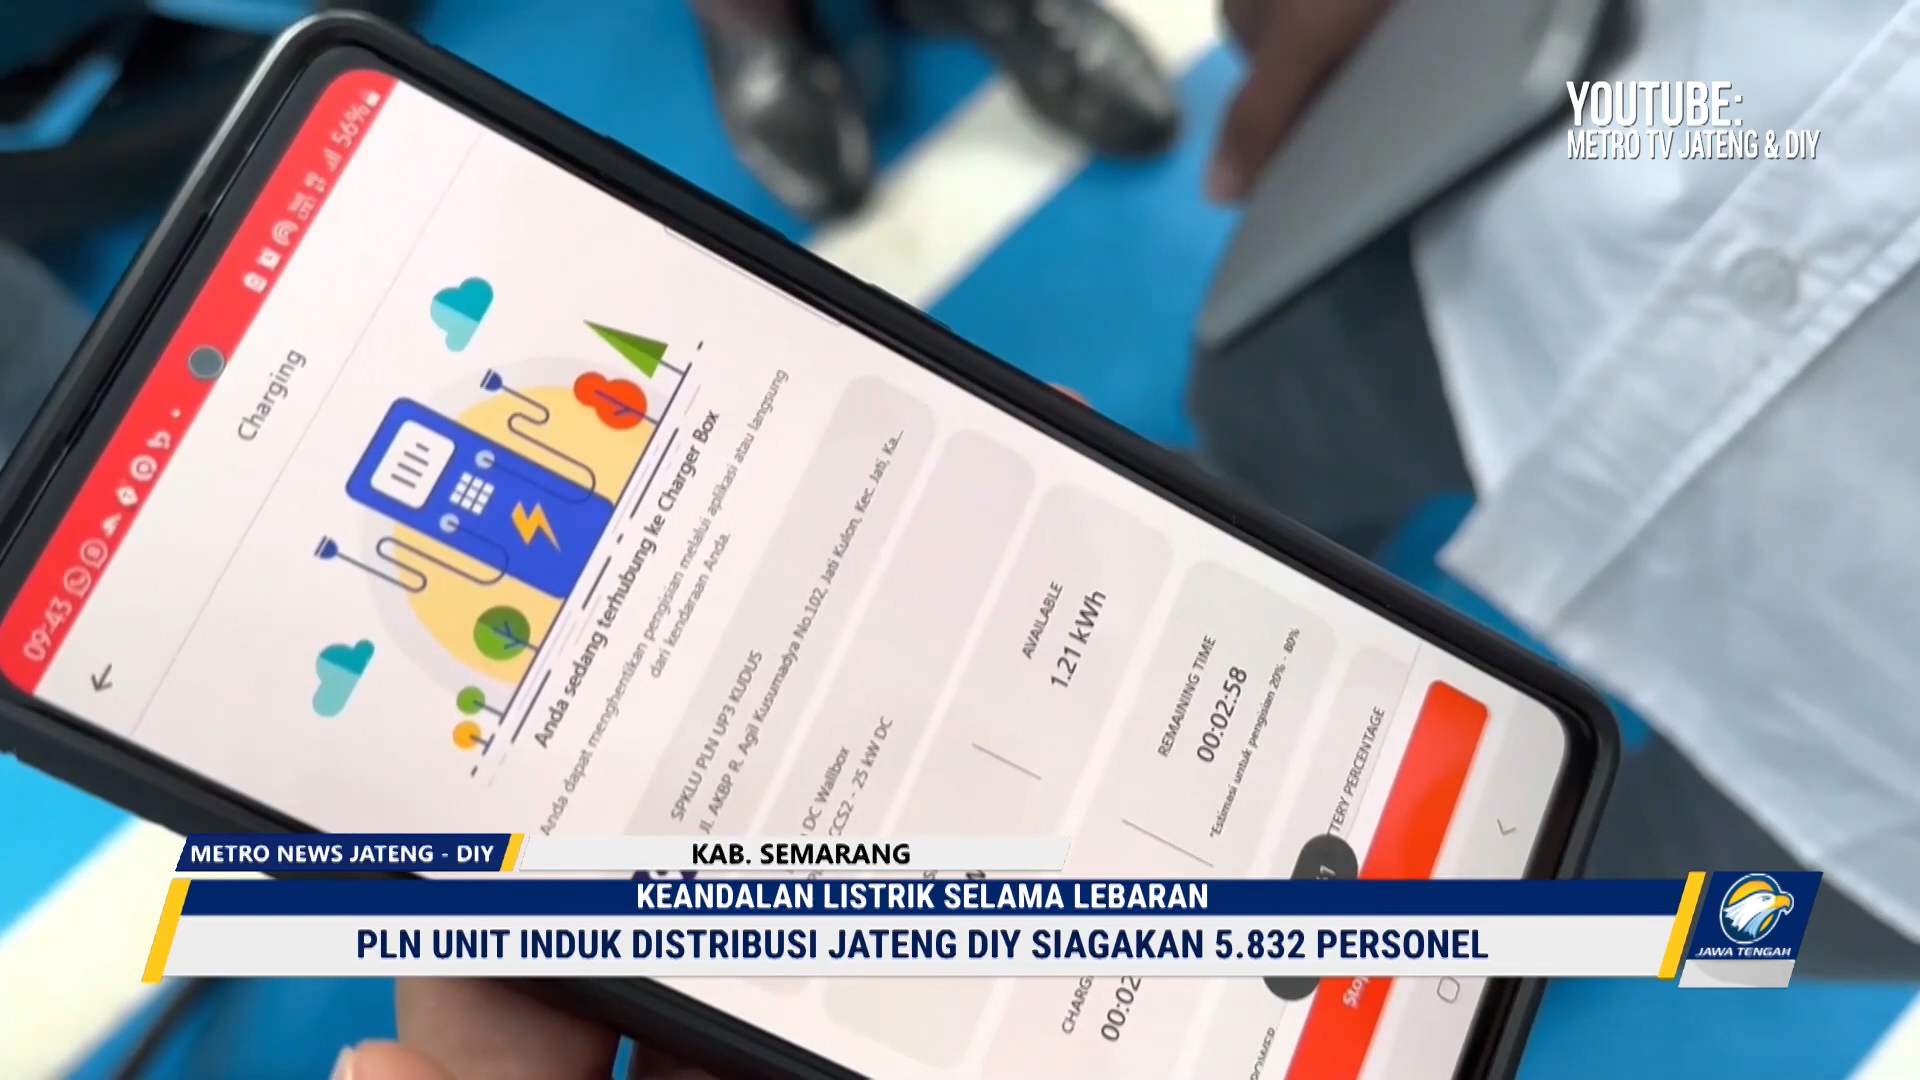 YOUTUBE:
METRO TV JATENG & DIY
09:43
56%
Charging
Anda sedang terhubung ke Charger Box
Anda dapat menghentikan pengisian melalui aplikasi atau langsung
dari kendaraan Anda.
SPKLU PLN UP3 KUDUS
Jl. AKBP R. Agil Kusumadya No.102, Jati Kulon, Kec. Jati, Ka...
DC Wallbox
CCS2 - 25 kW DC
AVAILABLE
1.21 kWh
REMAINING TIME
00:02:58
*Estimasi untuk pengisian 20% - 80%
PERCENTAGE
METRO NEWS JATENG - DIY
KAB. SEMARANG
KEANDALAN LISTRIK SELAMA LEBARAN
PLN UNIT INDUK DISTRIBUSI JATENG DIY SIAGAKAN 5.832 PERSONEL
JAWA TENGAH